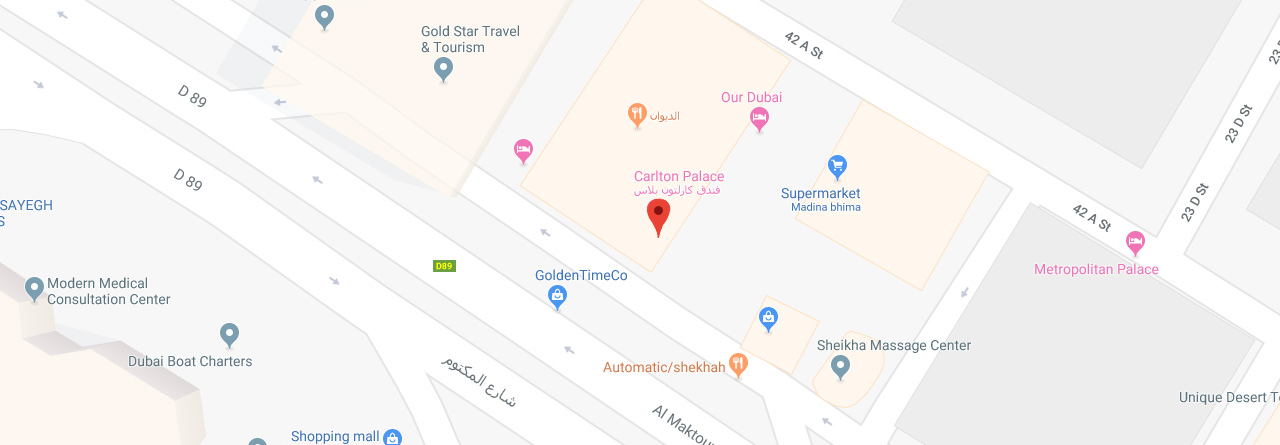 Gold Star Travel
& Tourism
42 A St
D 89
Our Dubai
الديوان
23 D St
Carlton Palace
فندق كارلتون بلاس
D 89
Supermarket
Madina bhima
23 D St
SAYEGH
S
42 A St
D89
GoldenTimeCo
Metropolitan Palace
Modern Medical
Consultation Center
Sheikha Massage Center
Dubai Boat Charters
Automatic/shekhah
شارع المكتوم
Unique Desert T
Al Maktou
Shopping mall